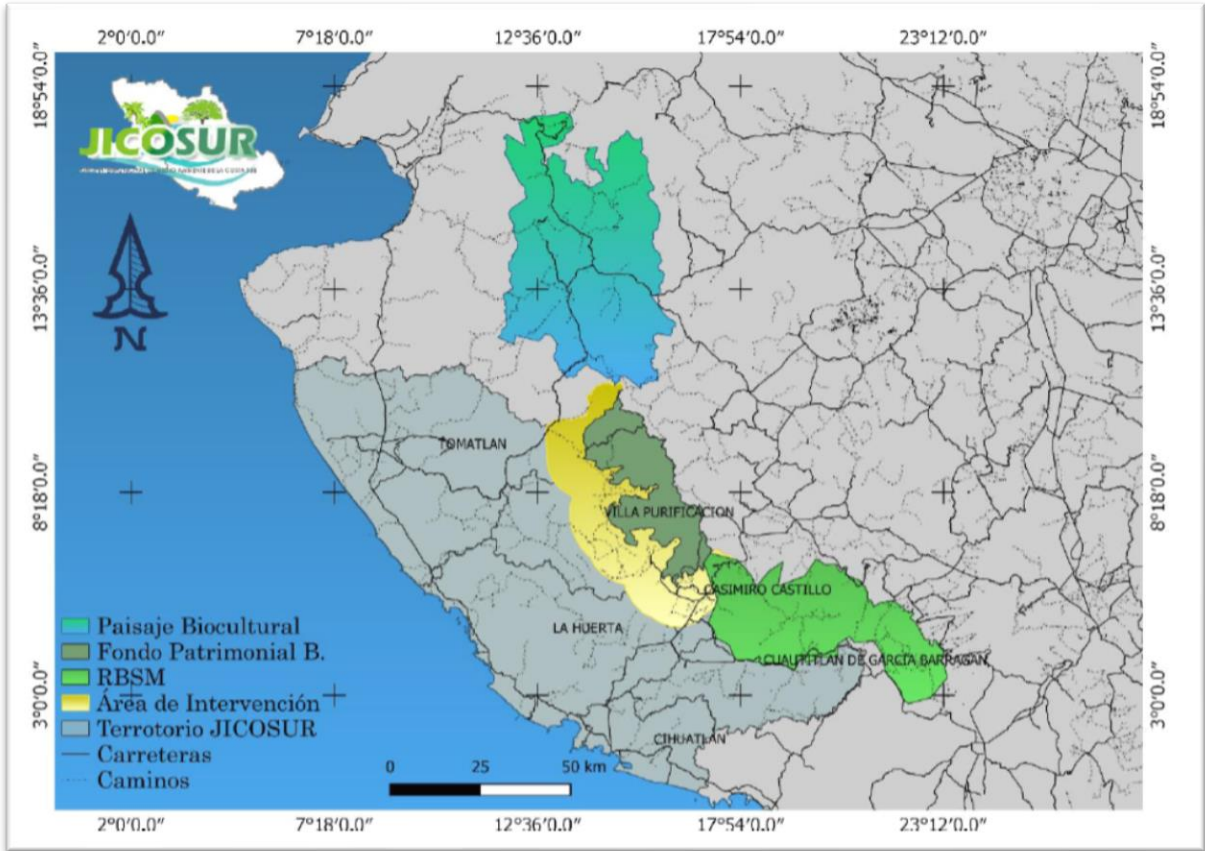 2°0′0.0″ 7°18′0.0″ 12°36′0.0″ 17°54′0.0″ 23°12′0.0″
18°54′0.0″ 18°54′0.0″
JICOSUR
N
13°36′0.0″ 13°36′0.0″
TOMATLAN
8°18′0.0″ 8°18′0.0″
VILLA PURIFICACION
CASIMIRO CASTILLO
LA HUERTA
CUAUTITLAN DE GARCIA BARRAGAN
3°0′0.0″ 3°0′0.0″
CIHUATLAN
Paisaje Biocultural
Fondo Patrimonial B.
RBSM
Área de Intervención
Terrotorio JICOSUR
Carreteras
Caminos
0 25 50 km
2°0′0.0″ 7°18′0.0″ 12°36′0.0″ 17°54′0.0″ 23°12′0.0″